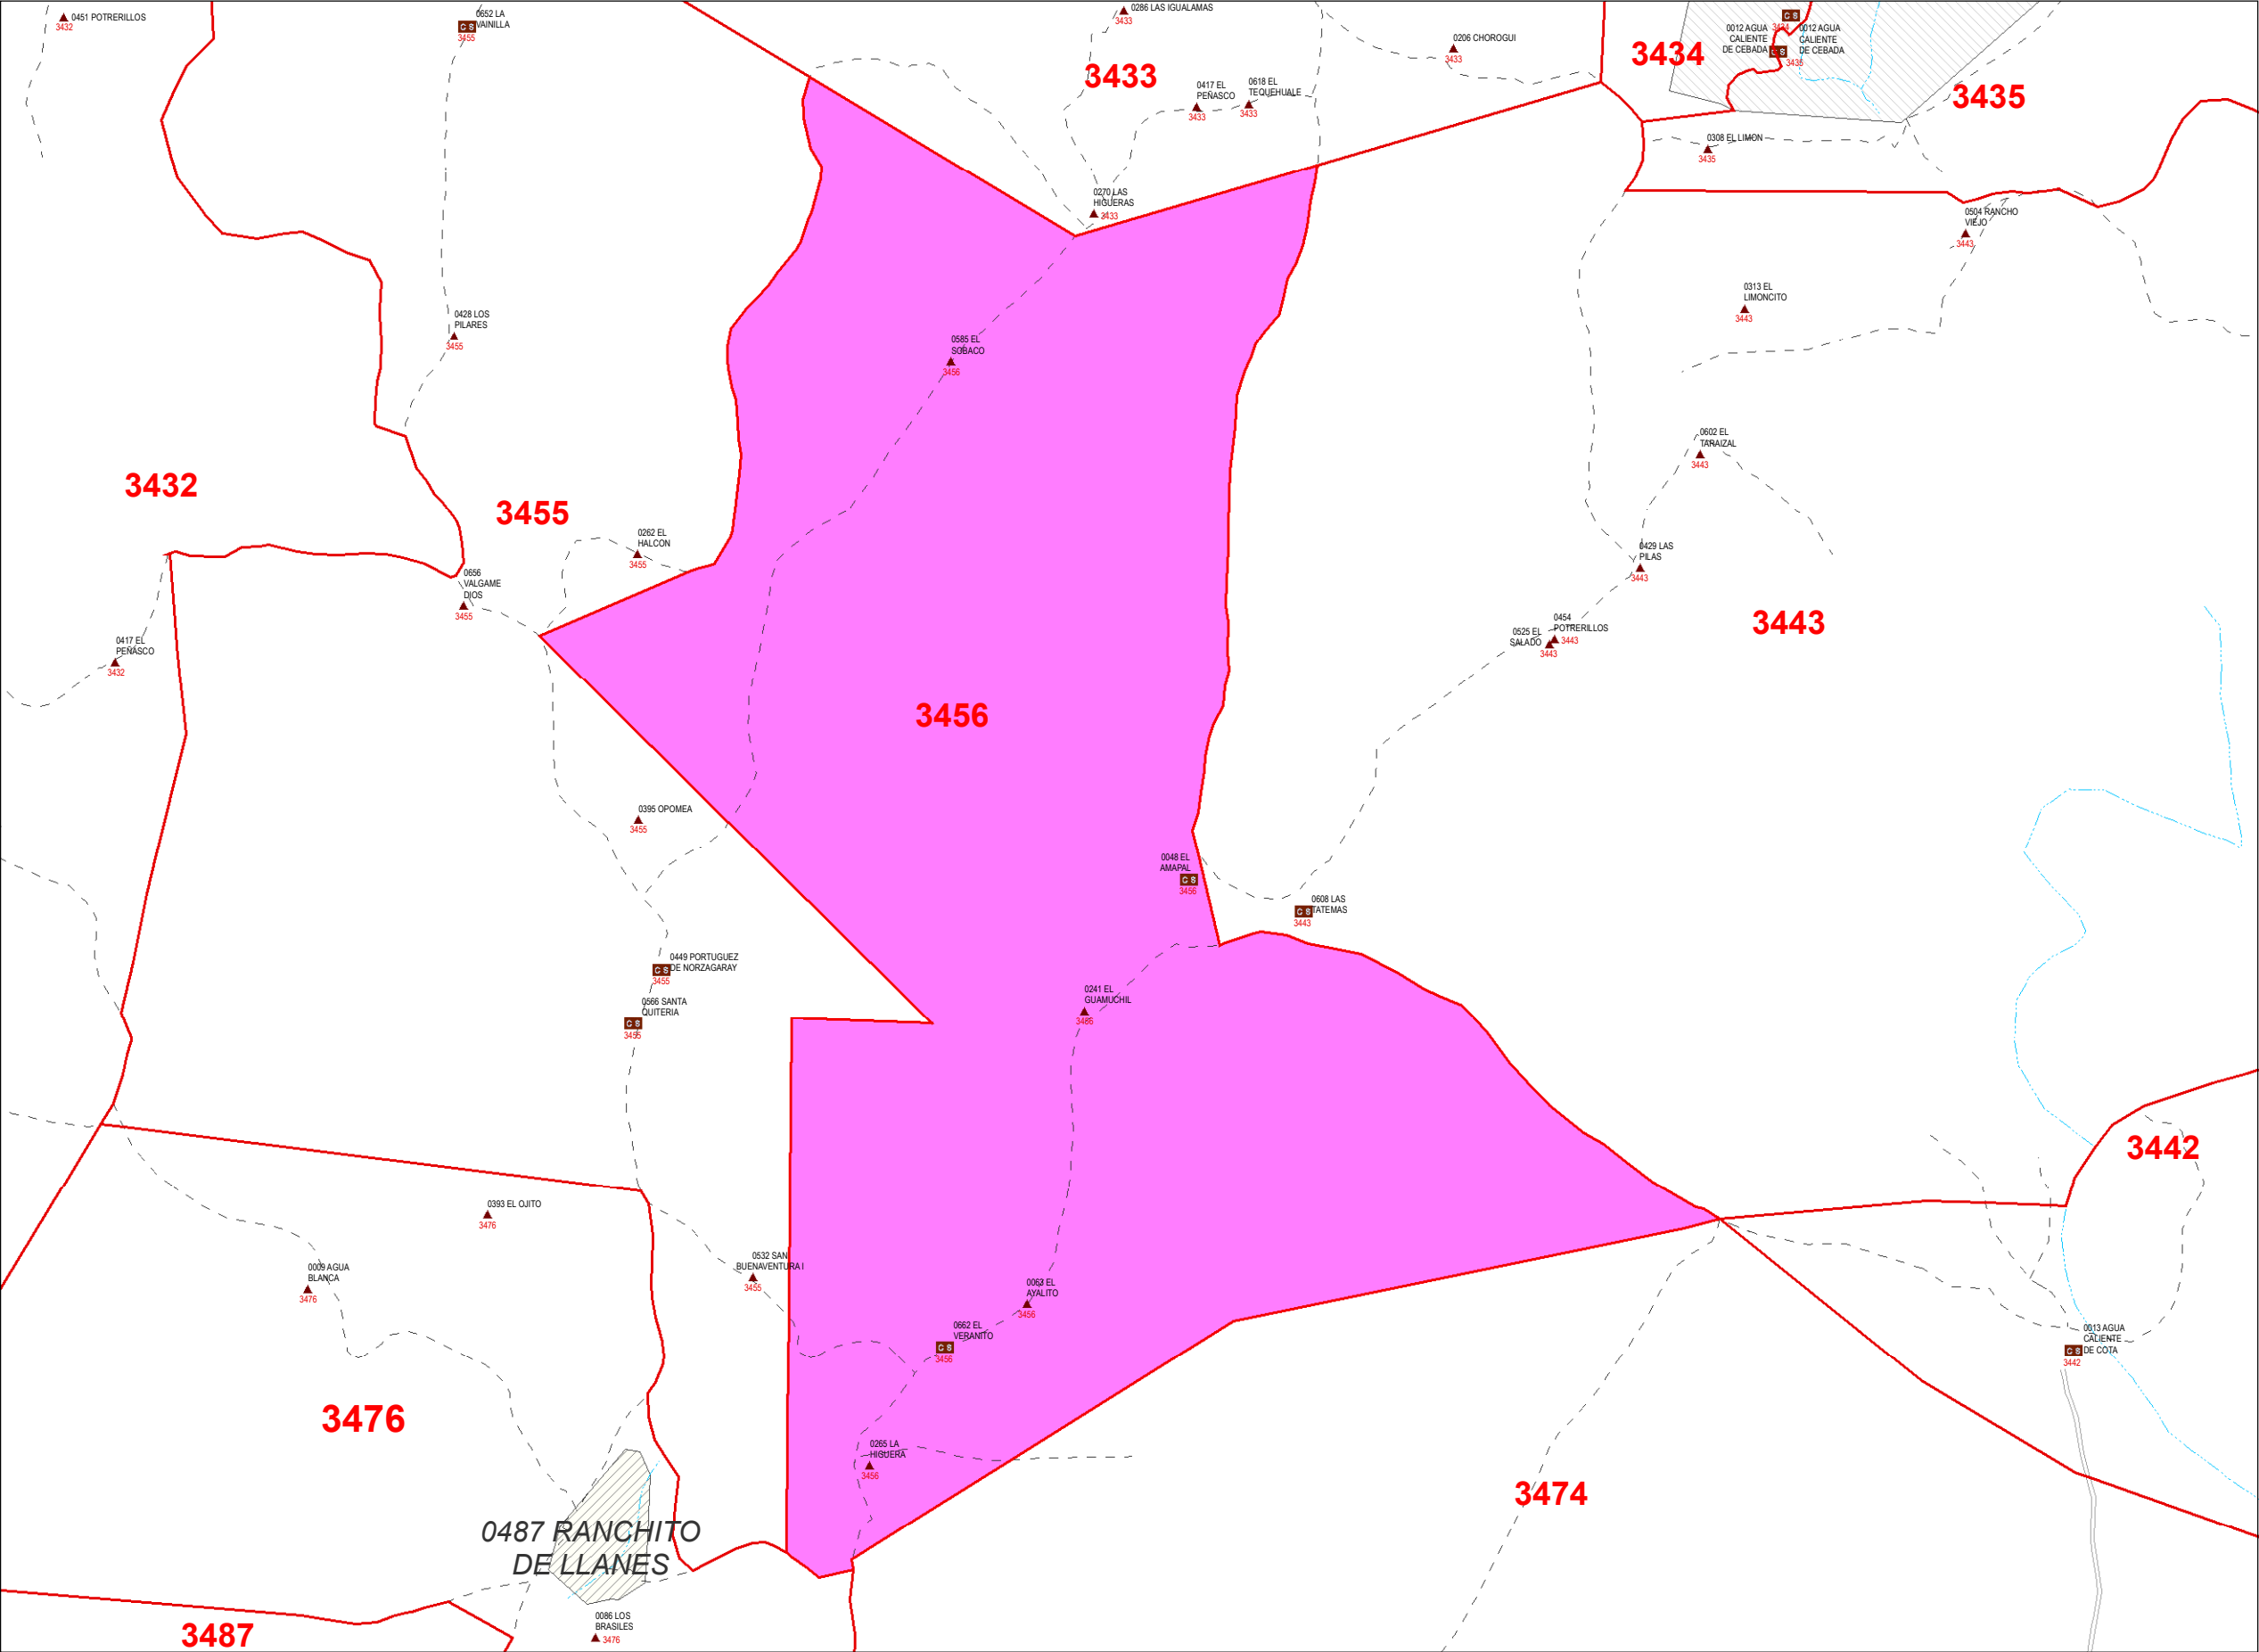 0451 POTRERILLOS
3432
0652 LA
VAINILLA
C S
3455
0286 LAS IGUALAMAS
3433
3433
0206 CHOROGUI
3433
0417 EL
PEÑASCO
3433
0618 EL
TEQUEHUALE
3433
3434
C S
3434
0012 AGUA
CALIENTE
DE CEBADA
C S
0012 AGUA
CALIENTE
DE CEBADA
3435
3435
0308 EL LIMON
3435
0270 LAS
HIGUERAS
3433
0504 RANCHO
VIEJO
3443
0313 EL
LIMONCITO
3443
0428 LOS
PILARES
3455
0585 EL
SOBACO
3456
0602 EL
TARAIZAL
3443
3432
3455
0262 EL
HALCON
3455
0429 LAS
PILAS
3443
0656
VALGAME
DIOS
3455
0417 EL
PEÑASCO
3432
0454
POTRERILLOS
3443
0525 EL
SALADO
3443
3443
3456
0395 OPOMEA
3455
0048 EL
AMAPAL
C S
3456
0608 LAS
TATEMAS
C S
3443
0449 PORTUGUEZ
DE NORZAGARAY
C S
3455
0566 SANTA
QUITERIA
C S
3455
0241 EL
GUAMUCHIL
3456
3442
0393 EL OJITO
3476
0009 AGUA
BLANCA
3476
0532 SAN
BUENAVENTURA I
3455
0063 EL
AYALITO
3456
0662 EL
VERANITO
C S
3456
0013 AGUA
CALIENTE
DE COTA
C S
3442
3476
0265 LA
HIGUERA
3456
3474
0487 RANCHITO
DE LLANES
0086 LOS
BRASILES
3476
3487